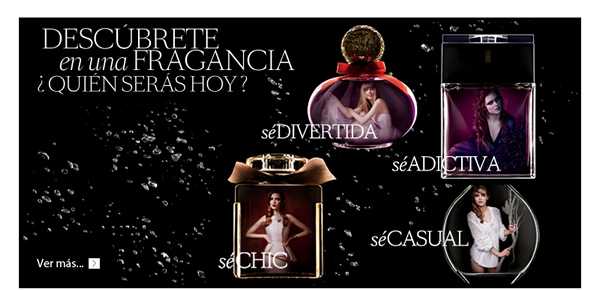 DESCÚBRETE
en una FRAGANCIA
¿ QUIÉN SERÁS HOY ?
séDIVERTIDA
séADICTIVA
séCASUAL
séCHIC
Ver más...